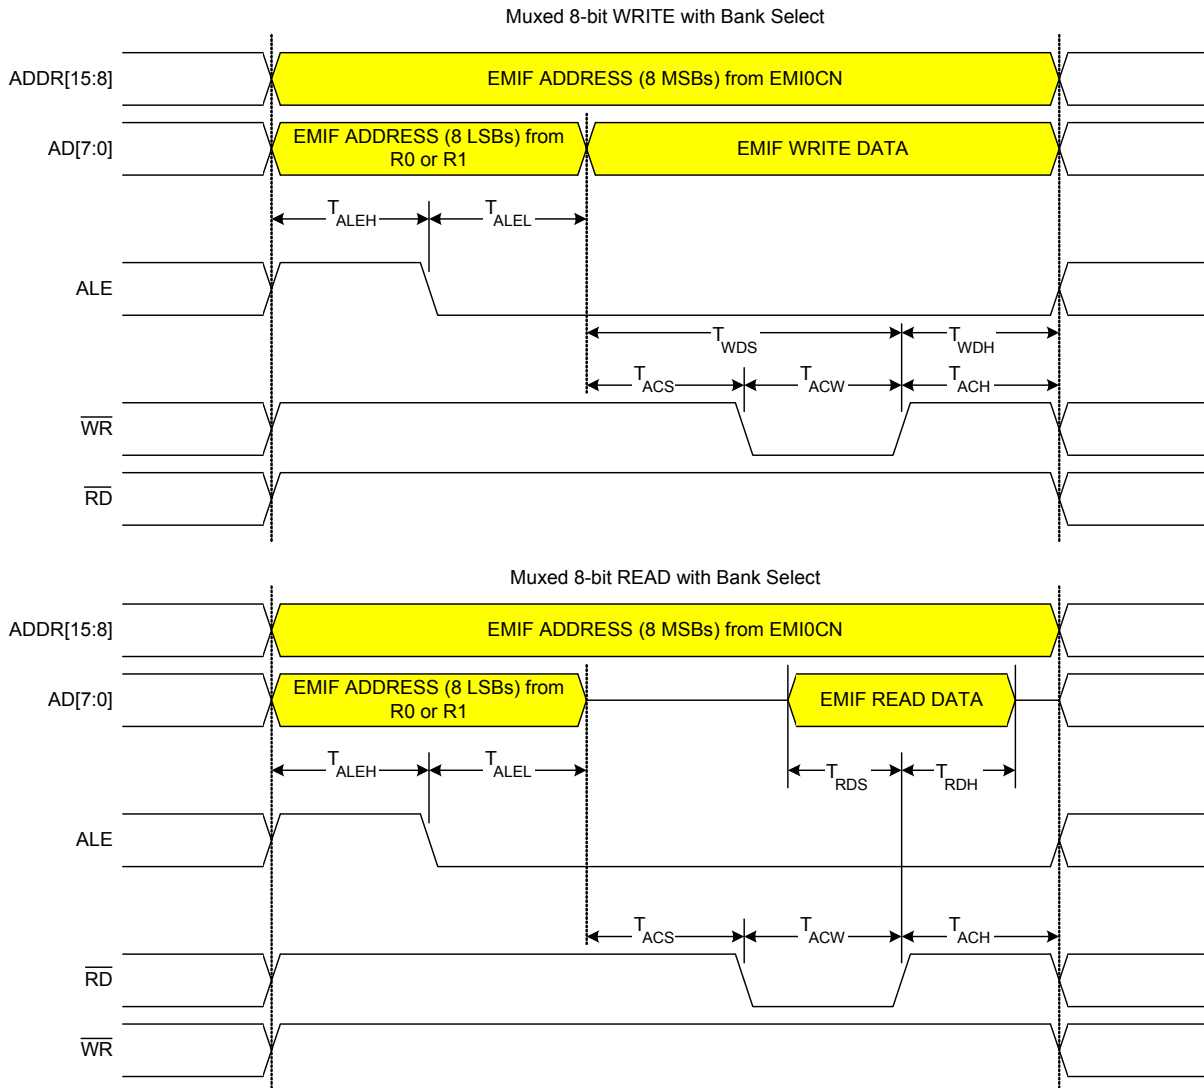 Muxed 8-bit WRITE with Bank Select
ADDR[15:8]
EMIF ADDRESS (8 MSBs) from EMI0CN
AD[7:0]
EMIF ADDRESS (8 LSBs) from
R0 or R1
EMIF WRITE DATA
TALEH
TALEL
ALE
TWDS
TWDH
TACS
TACW
TACH
WR
RD
Muxed 8-bit READ with Bank Select
ADDR[15:8]
EMIF ADDRESS (8 MSBs) from EMI0CN
AD[7:0]
EMIF ADDRESS (8 LSBs) from
R0 or R1
EMIF READ DATA
TALEH
TALEL
TRDS
TRDH
ALE
TACS
TACW
TACH
RD
WR